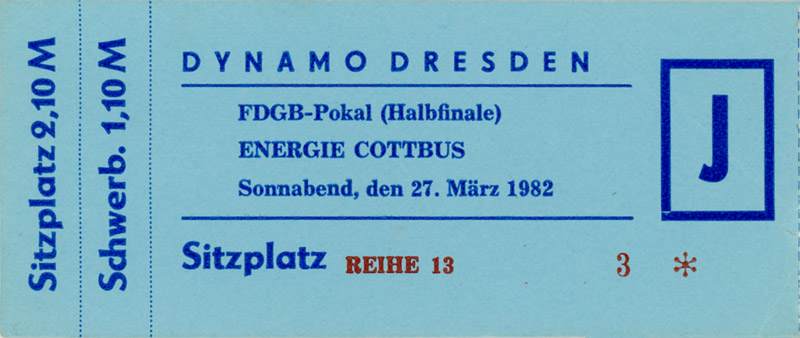 Sitzplatz 2,10 M
Schwerb. 1,10 M
DYNAMO DRESDEN
FDGB-Pokal (Halbfinale)
ENERGIE COTTBUS
Sonnabend, den 27. März 1982
J
Sitzplatz REIHE 13 3 *